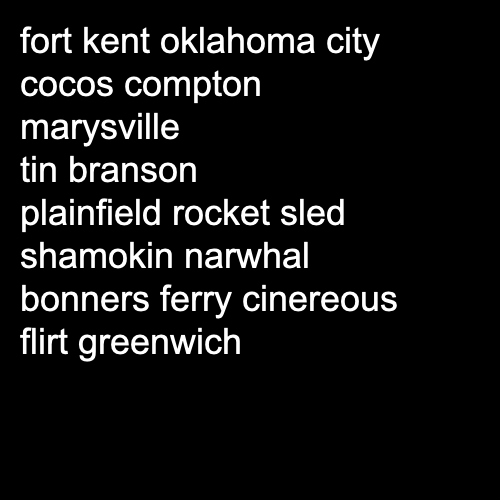 fort kent oklahoma city
cocos compton
marysville
tin branson
plainfield rocket sled
shamokin narwhal
bonners ferry cinereous
flirt greenwich